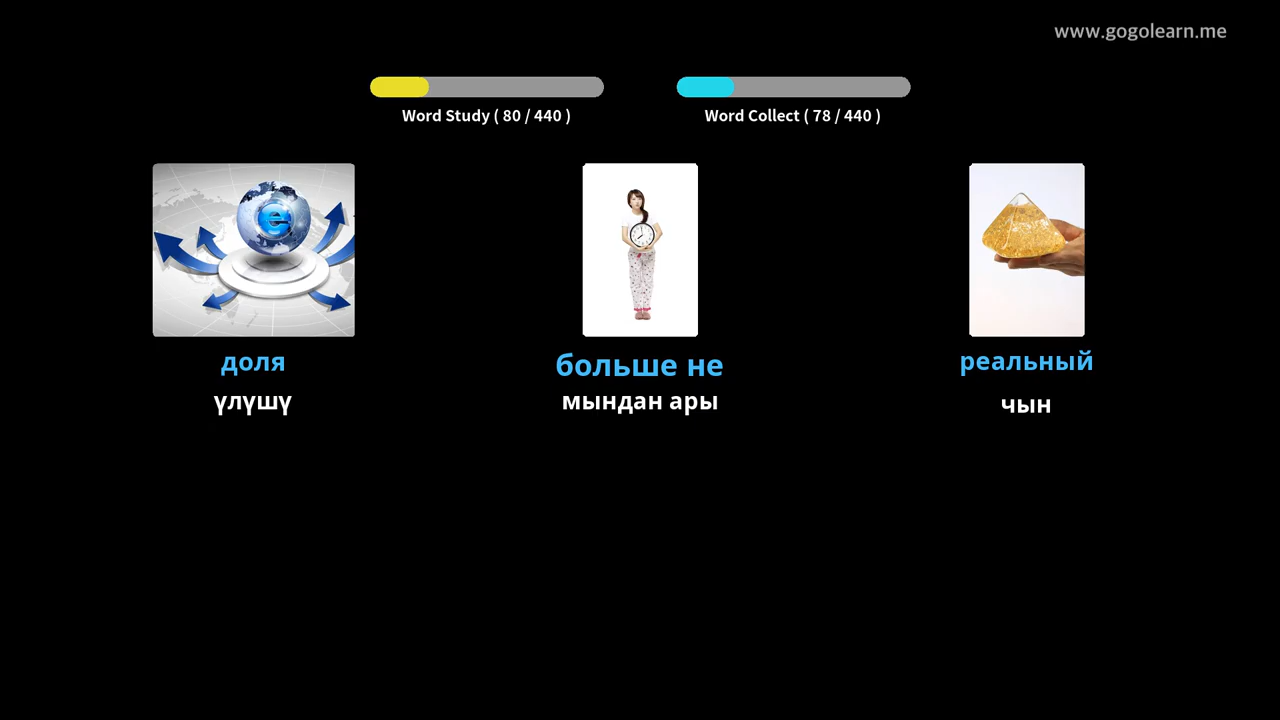 www.gogolearn.me
Word Study ( 80 / 440 )
Word Collect ( 78 / 440 )
e
доля
үлүшү
больше не
мындан ары
реальный
чын